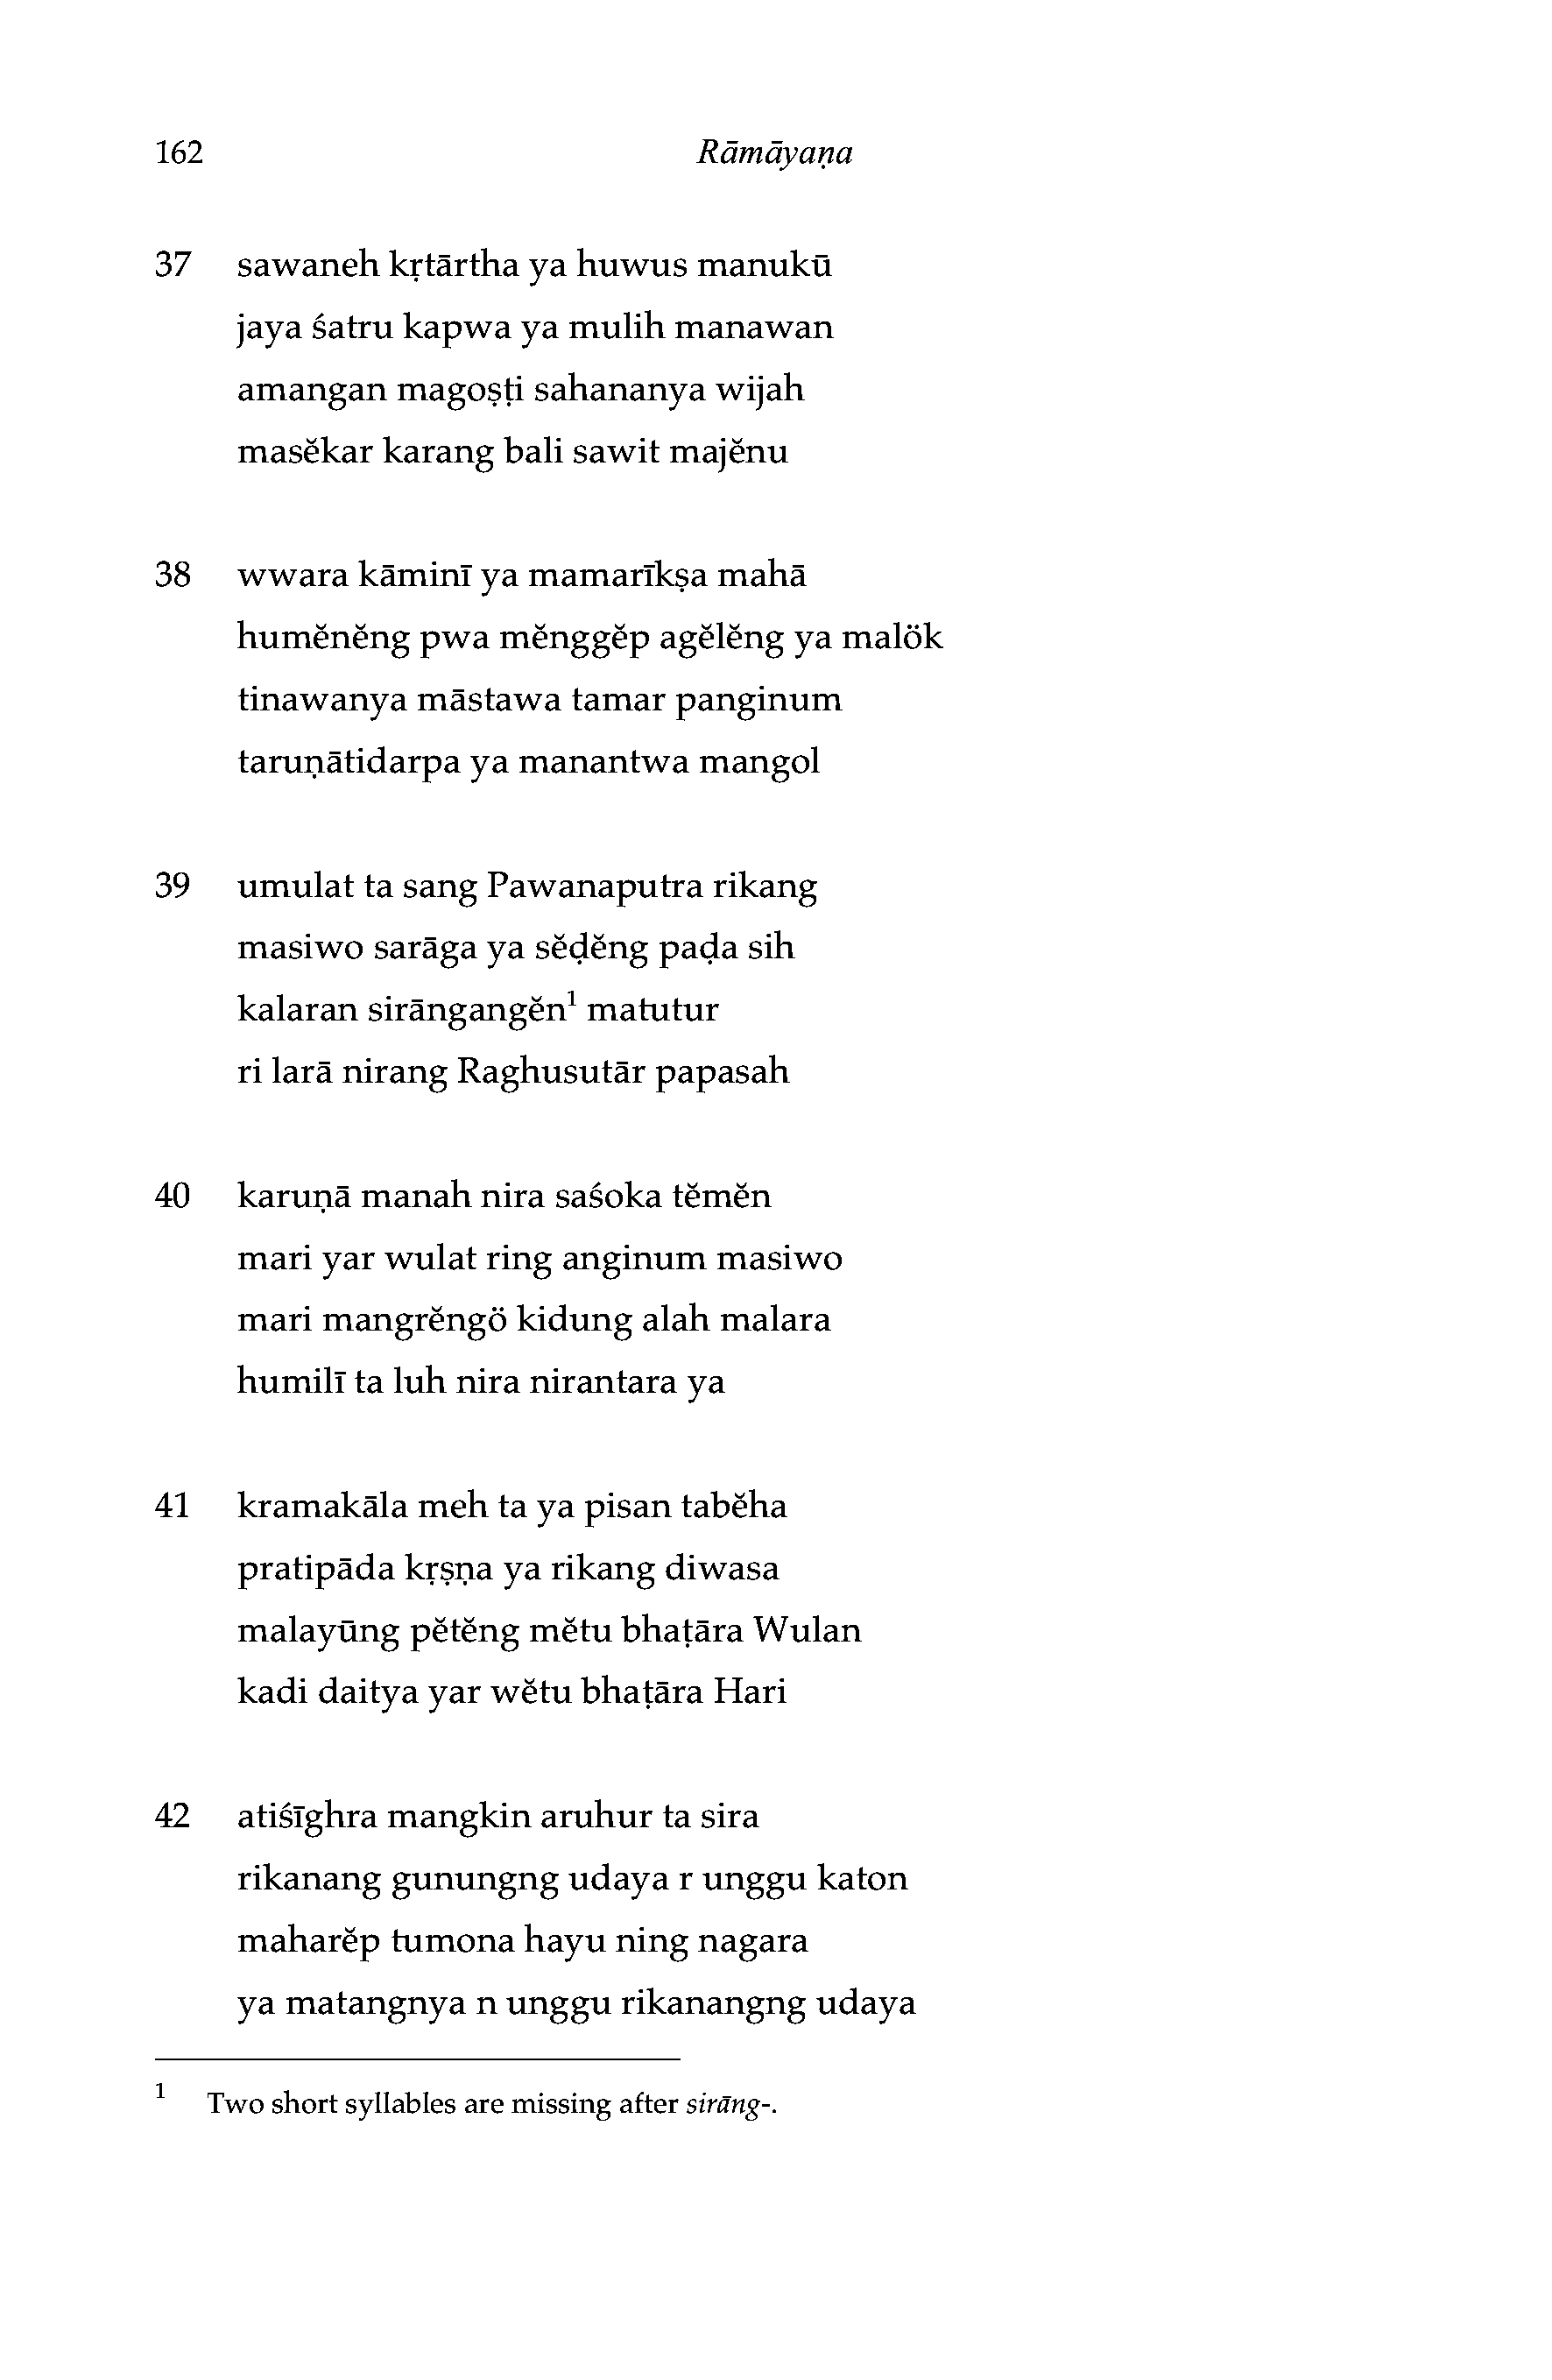 162 Rāmāyaṇa
37 sawaneh kṛtārtha ya huwus manukū
jaya śatru kapwa ya mulih manawan
amangan magoṣṭi sahananya wijah
masĕkar karang bali sawit majĕnu
38 wwara kāminī ya mamarīkṣa mahā
humĕnĕng pwa mĕnggĕp agĕlĕng ya malök
tinawanya māstawa tamar panginum
taruṇātidarpa ya manantwa mangol
39 umulat ta sang Pawanaputra rikang
masiwo sarāga ya sĕḍĕng paḍa sih
kalaran sirāngangĕn¹ matutur
ri larā nirang Raghusutār papasah
40 karuṇā manah nira saśoka tĕmĕn
mari yar wulat ring anginum masiwo
mari mangrĕngö kidung alah malara
humilī ta luh nira nirantara ya
41 kramakāla meh ta ya pisan tabĕha
pratipāda kṛṣṇa ya rikang diwasa
malayūng pĕtĕng mĕtu bhaṭāra Wulan
kadi daitya yar wĕtu bhaṭāra Hari
42 atiśīghra mangkin aruhur ta sira
rikanang gunungng udaya r unggu katon
maharĕp tumona hayu ning nagara
ya matangnya n unggu rikanangng udaya
¹ Two short syllables are missing after sirāng-.